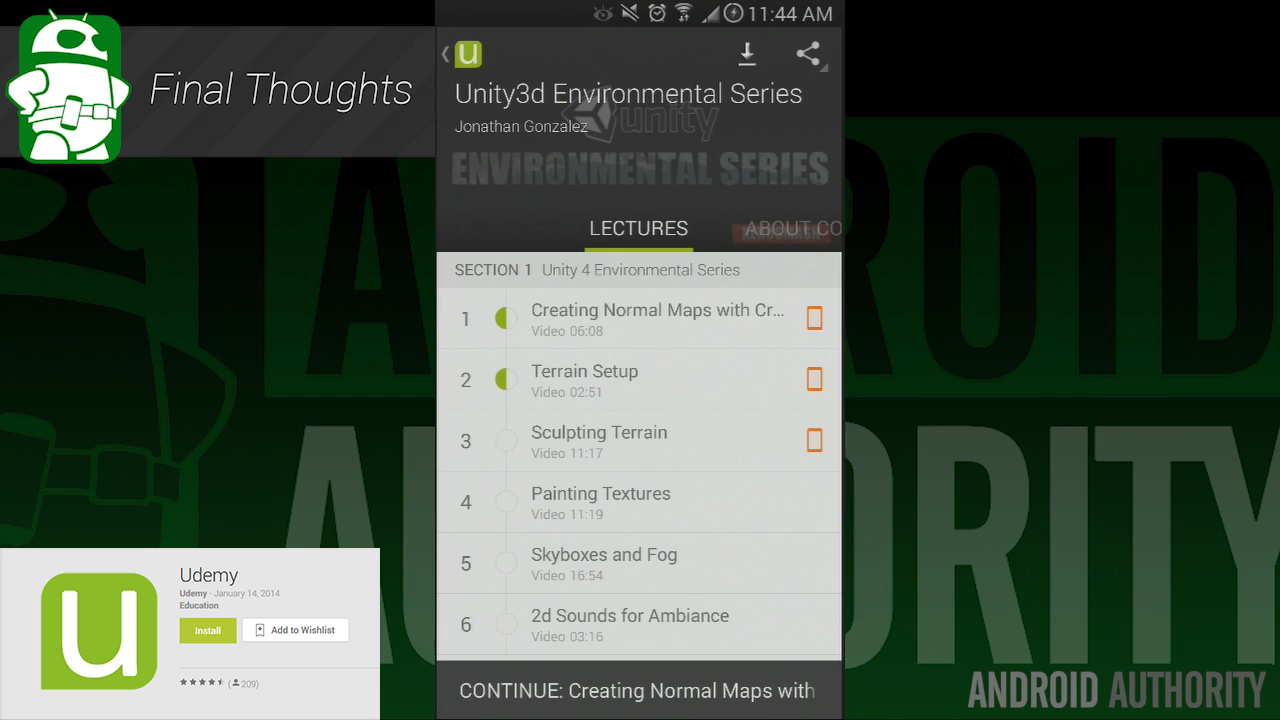 Final Thoughts
11:44 AM
u
Unity3d Environmental Series
Jonathan Gonzalez
unity
ENVIRONMENTAL SERIES
LECTURES
ABOUT CO
SECTION 1 Unity 4 Environmental Series
1 Creating Normal Maps with Cr...
Video 06:08
2 Terrain Setup
Video 02:51
3 Sculpting Terrain
Video 11:17
4 Painting Textures
Video 11:19
5 Skyboxes and Fog
Video 16:54
6 2d Sounds for Ambiance
Video 03:16
CONTINUE: Creating Normal Maps with
u
Udemy
Udemy - January 14, 2014
Education
Install
Add to Wishlist
(209)
ANDROID AUTHORITY